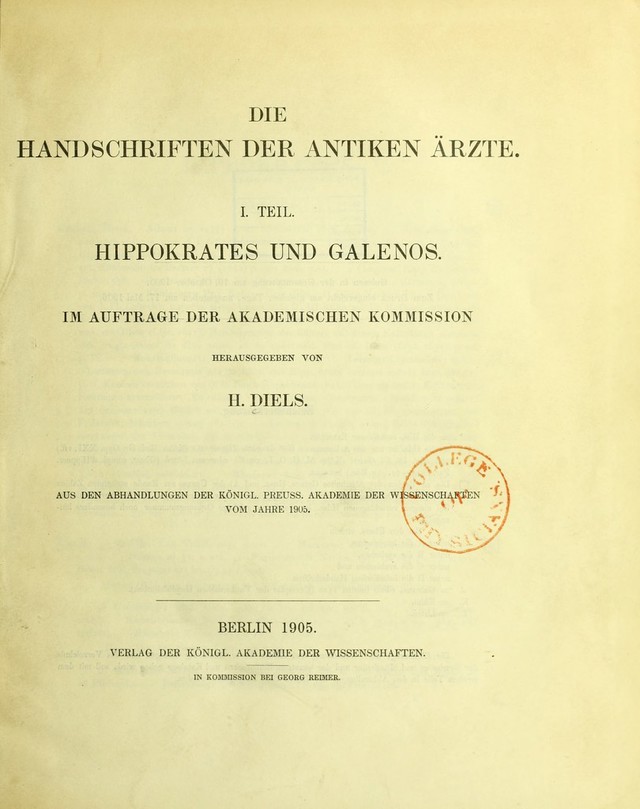 DIE
HANDSCHRIFTEN DER ANTIKEN ÄRZTE.
I. TEIL.
HIPPOKRATES UND GALENOS.
IM AUFTRAGE DER AKADEMISCHEN KOMMISSION
HERAUSGEGEBEN VON
H. DIELS.
AUS DEN ABHANDLUNGEN DER KÖNIGL. PREUSS. AKADEMIE DER WISSENSCHAFTEN
VOM JAHRE 1905.
COLLEGE
OF
BERLIN 1905.
VERLAG DER KÖNIGL. AKADEMIE DER WISSENSCHAFTEN.
IN KOMMISSION BEI GEORG REIMER.